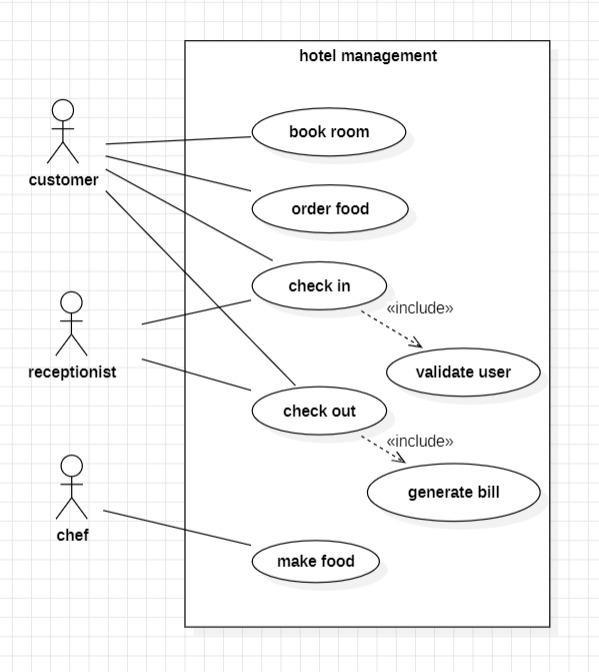 hotel management
book room
customer
order food
check in
«include»
receptionist
validate user
check out
«include»
generate bill
chef
make food